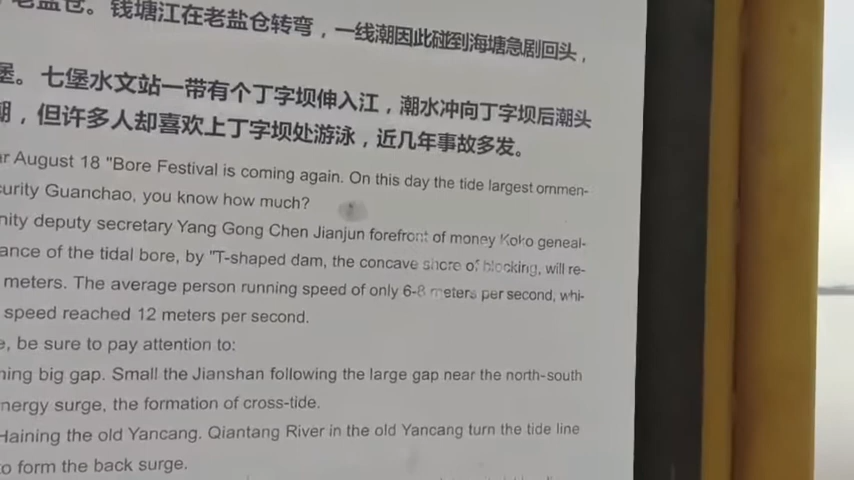 老盐仓。钱塘江在老盐仓转弯，一线潮因此碰到海塘急剧回头，
堡。七堡水文站一带有个丁字坝伸入江，潮水冲向丁字坝后潮头
潮，但许多人却喜欢上丁字坝处游泳，近几年事故多发。
ar August 18 "Bore Festival is coming again. On this day the tide largest ornmen-
curity Guanchao, you know how much?
nity deputy secretary Yang Gong Chen Jianjun forefront of money Koko geneal-
ance of the tidal bore, by "T-shaped dam, the concave shore of blocking, will re-
meters. The average person running speed of only 6-8 meters per second, whi-
speed reached 12 meters per second.
e, be sure to pay attention to:
ning big gap. Small the Jianshan following the large gap near the north-south
nergy surge, the formation of cross-tide.
Haining the old Yancang. Qiantang River in the old Yancang turn the tide line
to form the back surge.